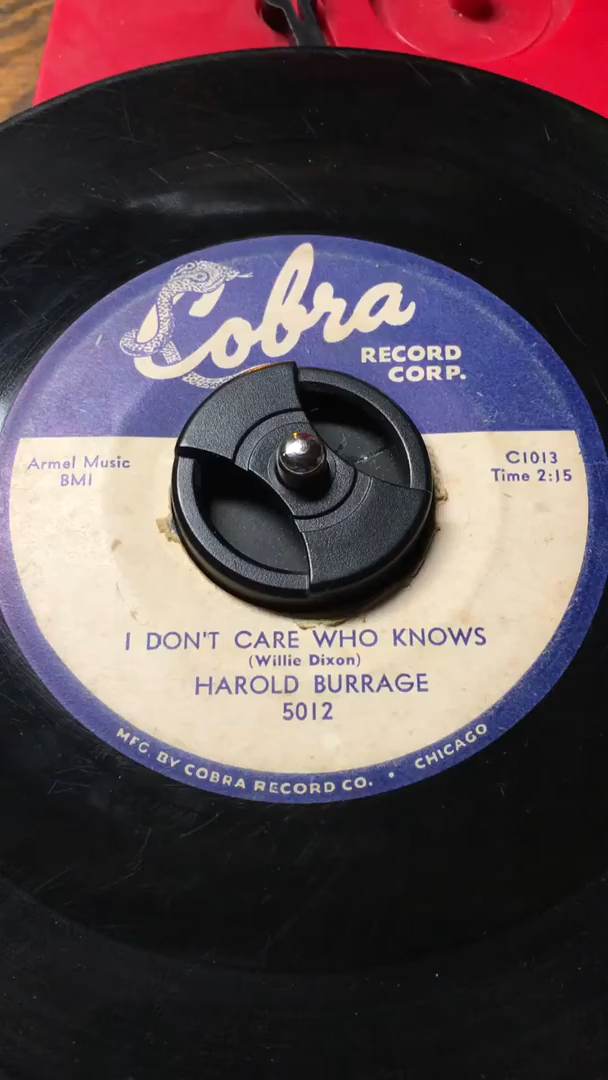 Cobra
RECORD
CORP.
Armel Music
BMI
C1013
Time 2:15
I DON'T CARE WHO KNOWS
(Willie Dixon)
HAROLD BURRAGE
5012
MFG. BY COBRA RECORD CO. • CHICAGO